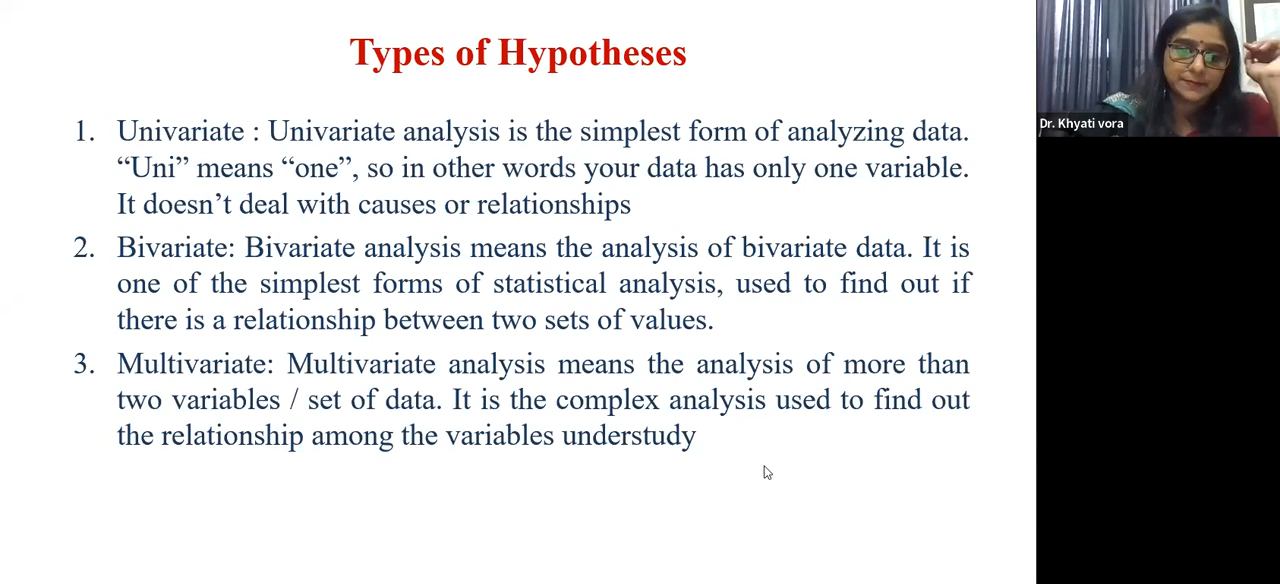 Types of Hypotheses
1. Univariate : Univariate analysis is the simplest form of analyzing data.
“Uni” means “one”, so in other words your data has only one variable.
It doesn’t deal with causes or relationships
2. Bivariate: Bivariate analysis means the analysis of bivariate data. It is
one of the simplest forms of statistical analysis, used to find out if
there is a relationship between two sets of values.
3. Multivariate: Multivariate analysis means the analysis of more than
two variables / set of data. It is the complex analysis used to find out
the relationship among the variables understudy
Dr. Khyati vora